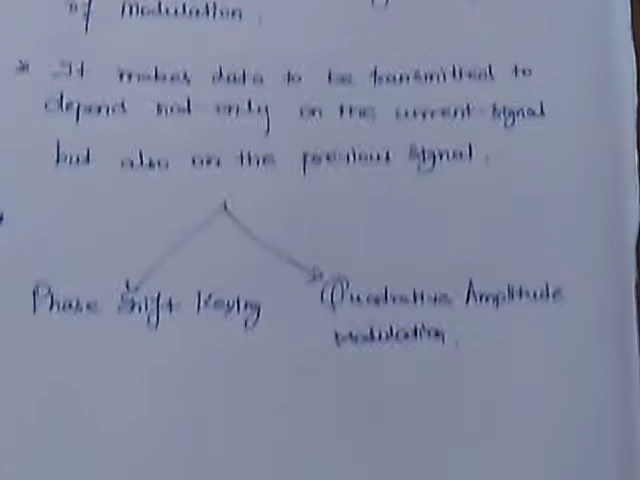 of modulation.
* It makes data to be transmitted to
depend not only on the current signal
but also on the previous signal.
Phase Shift Keying
Quadrative Amplitude
Modulation.